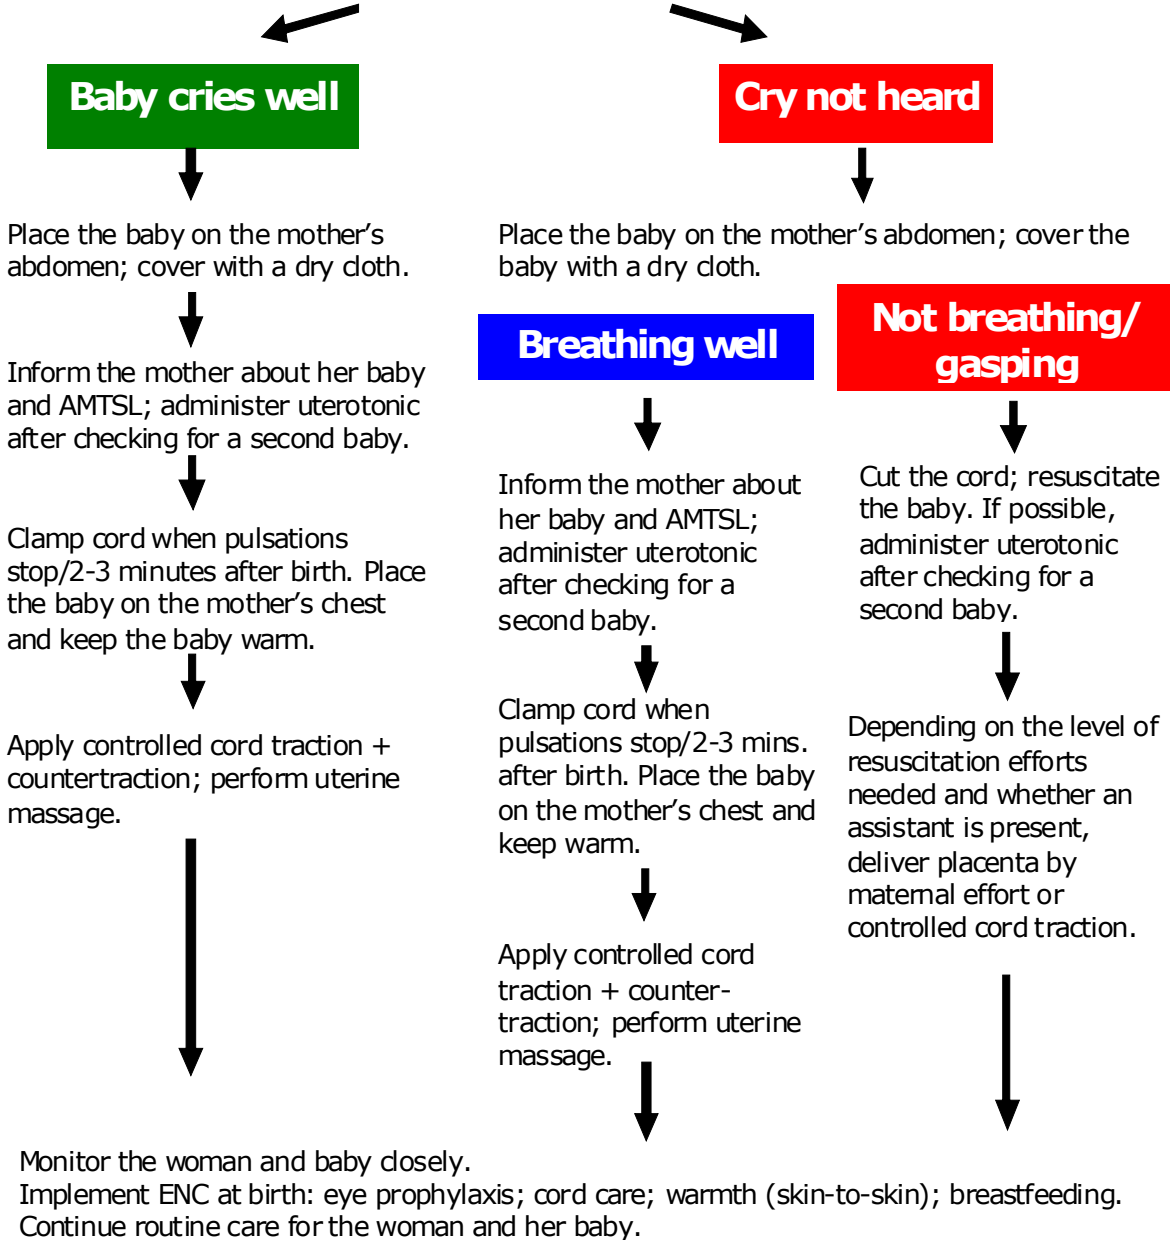 Baby cries well
Place the baby on the mother's
abdomen; cover with a dry cloth.
Inform the mother about her baby
and AMTSL; administer uterotonic
after checking for a second baby.
Clamp cord when pulsations
stop/2-3 minutes after birth. Place
the baby on the mother's chest
and keep the baby warm.
Apply controlled cord traction +
countertraction; perform uterine
massage.
Cry not heard
Place the baby on the mother's abdomen; cover the
baby with a dry cloth.
Breathing well
Inform the mother about
her baby and AMTSL;
administer uterotonic
after checking for a
second baby.
Clamp cord when
pulsations stop/2-3 mins.
after birth. Place the baby
on the mother's chest and
keep warm.
Apply controlled cord
traction + counter-
traction; perform uterine
massage.
Not breathing/
gasping
Cut the cord; resuscitate
the baby. If possible,
administer uterotonic
after checking for a
second baby.
Depending on the level of
resuscitation efforts
needed and whether an
assistant is present,
deliver placenta by
maternal effort or
controlled cord traction.
Monitor the woman and baby closely.
Implement ENC at birth: eye prophylaxis; cord care; warmth (skin-to-skin); breastfeeding.
Continue routine care for the woman and her baby.